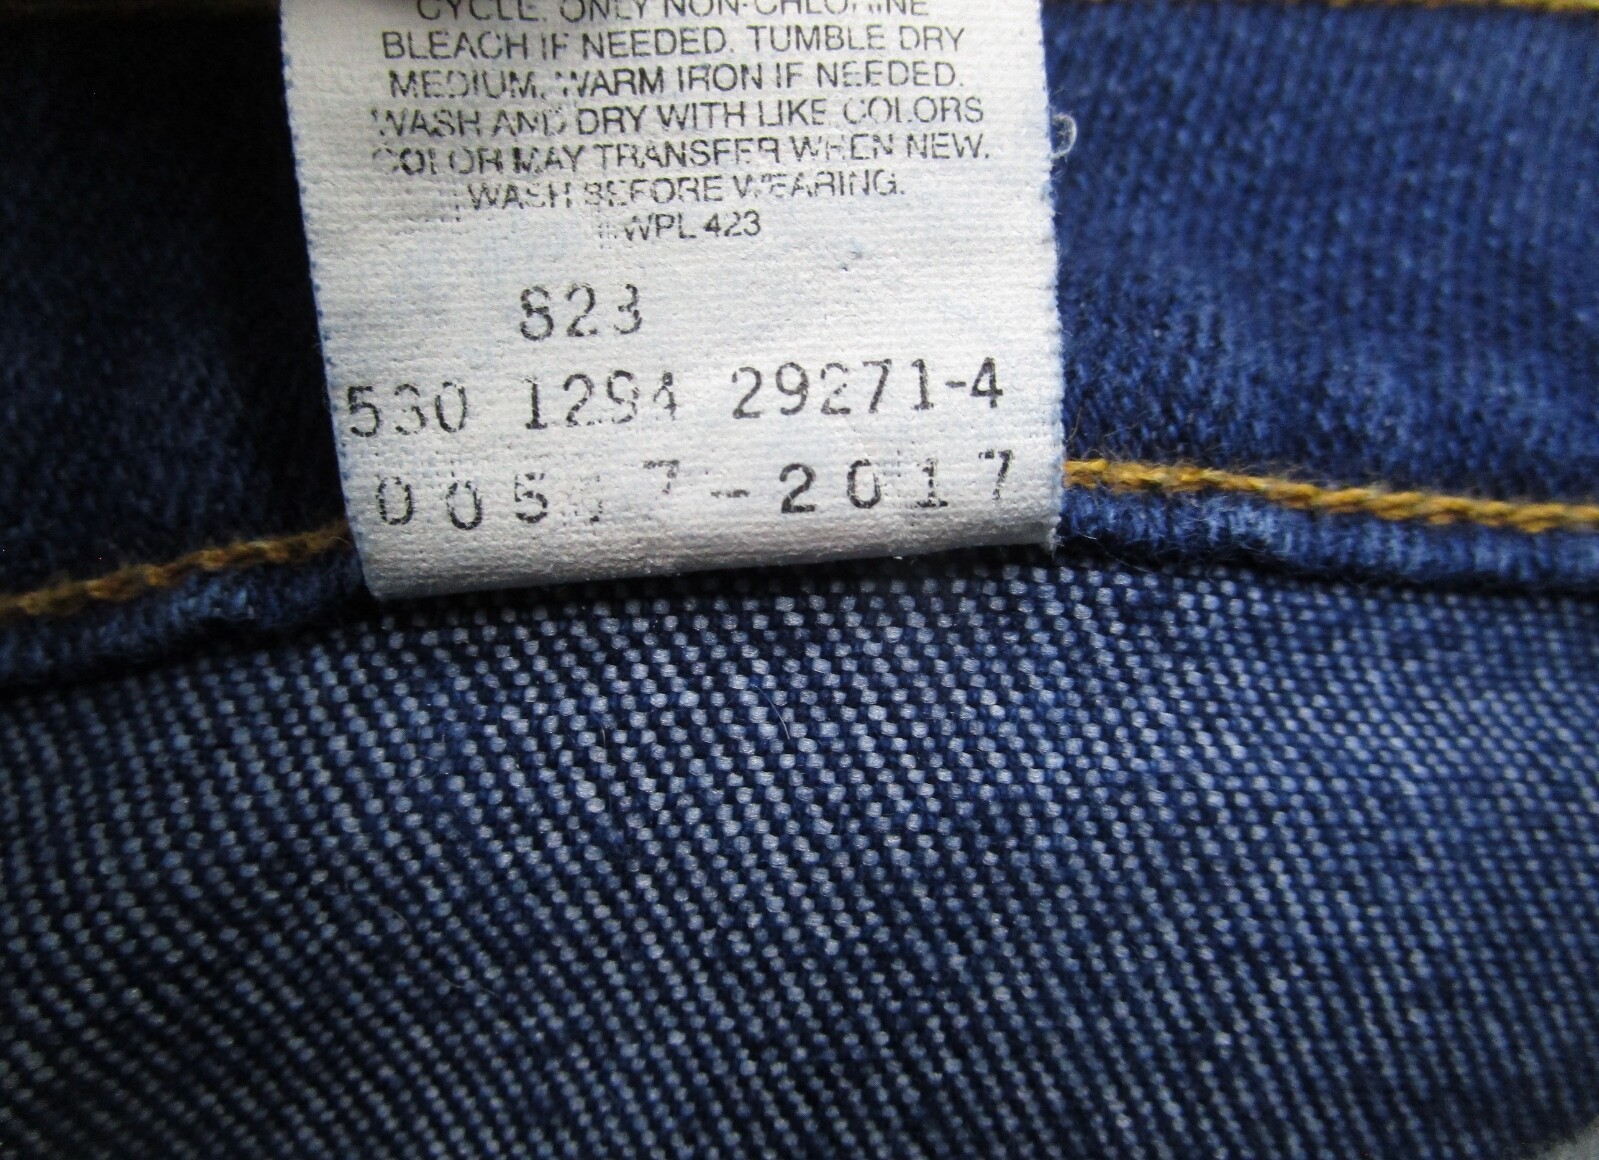 CYCLE. ONLY NON-CHLORINE
BLEACH IF NEEDED. TUMBLE DRY
MEDIUM. WARM IRON IF NEEDED.
WASH AND DRY WITH LIKE COLORS
COLOR MAY TRANSFER WHEN NEW.
WASH BEFORE WEARING.
WPL 423
823
530 1294 29271-4
-2017